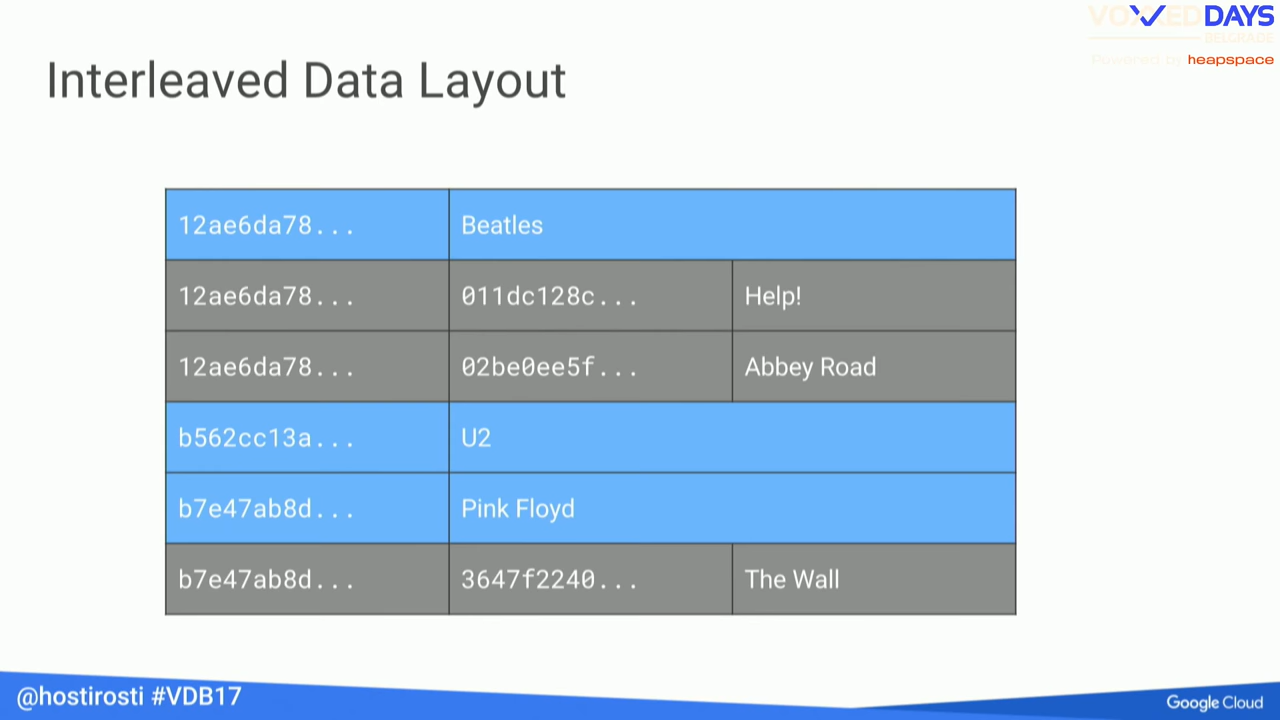 VOXXED DAYS
BELGRADE
Powered by heapspace
Interleaved Data Layout
12ae6da78... Beatles
12ae6da78... 011dc128c... Help!
12ae6da78... 02be0ee5f... Abbey Road
b562cc13a... U2
b7e47ab8d... Pink Floyd
b7e47ab8d... 3647f2240... The Wall
@hostirosti #VDB17
Google Cloud